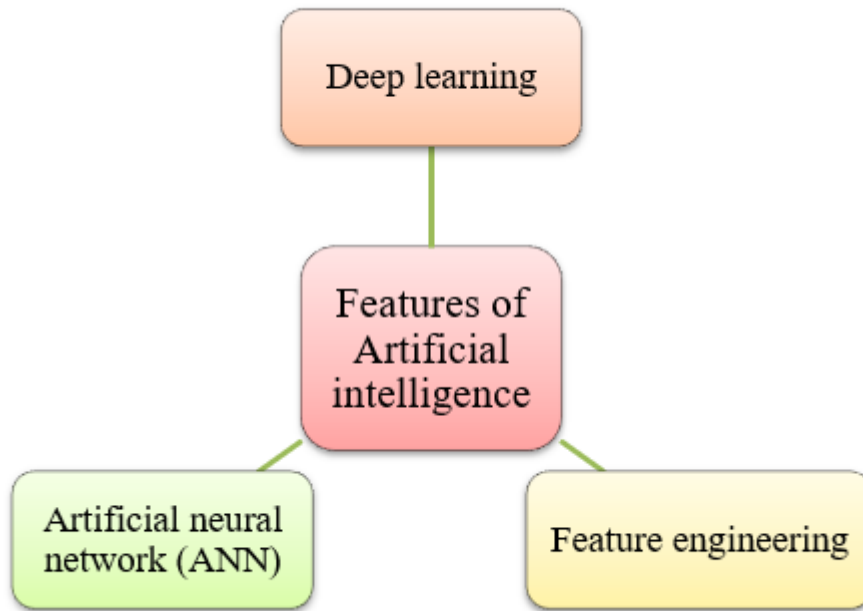 Deep learning
Features of
Artificial
intelligence
Artificial neural
network (ANN)
Feature engineering